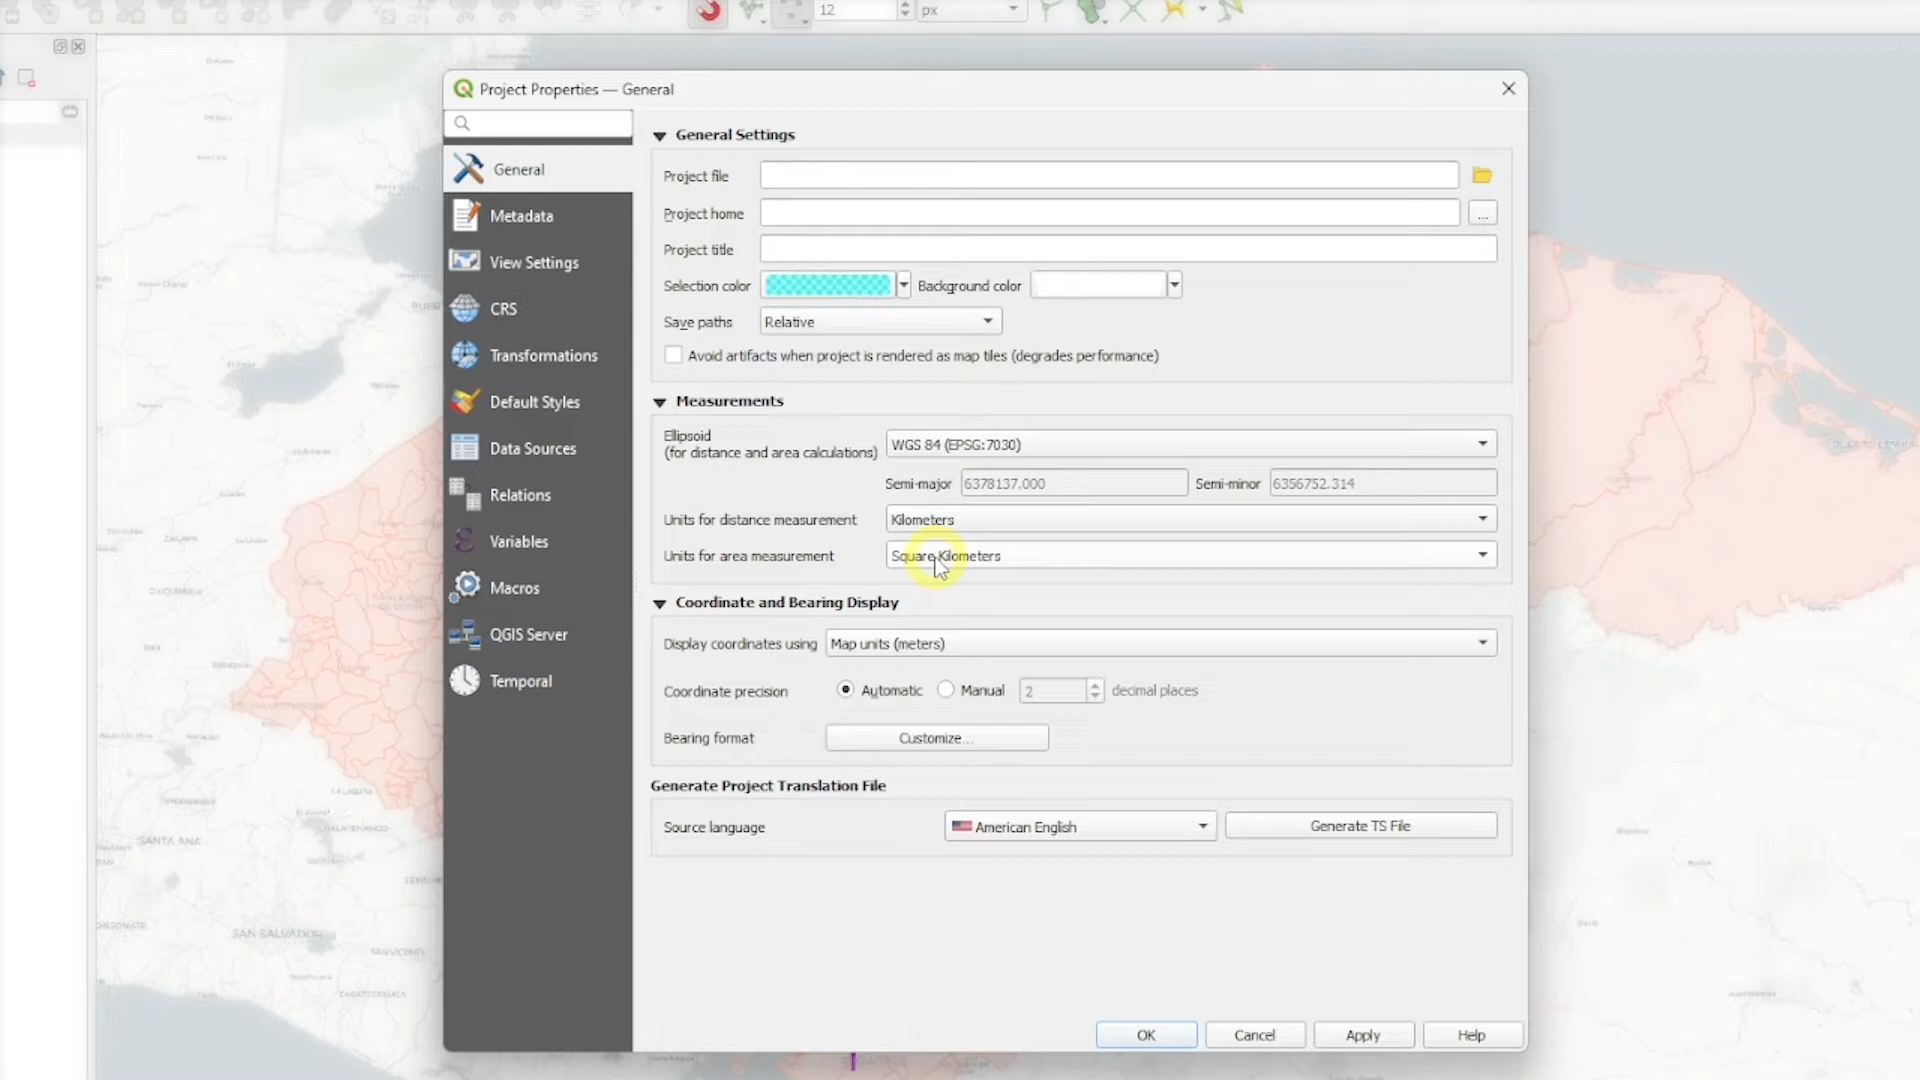 12
px
Project Properties — General
General Settings
General
Project file
Metadata
Project home
...
Project title
View Settings
Selection color
Background color
CRS
Save paths
Relative
Transformations
Avoid artifacts when project is rendered as map tiles (degrades performance)
Default Styles
Measurements
Ellipsoid
(for distance and area calculations)
WGS 84 (EPSG:7030)
Data Sources
Semi-major
6378137.000
Semi-minor
6356752.314
Relations
Units for distance measurement
Kilometers
Variables
Units for area measurement
Square Kilometers
Macros
Coordinate and Bearing Display
QGIS Server
Display coordinates using
Map units (meters)
Temporal
Coordinate precision
Automatic
Manual
2
decimal places
Bearing format
Customize...
Generate Project Translation File
Source language
American English
Generate TS File
SANTA ANA
SAN SALVADOR
OK
Cancel
Apply
Help